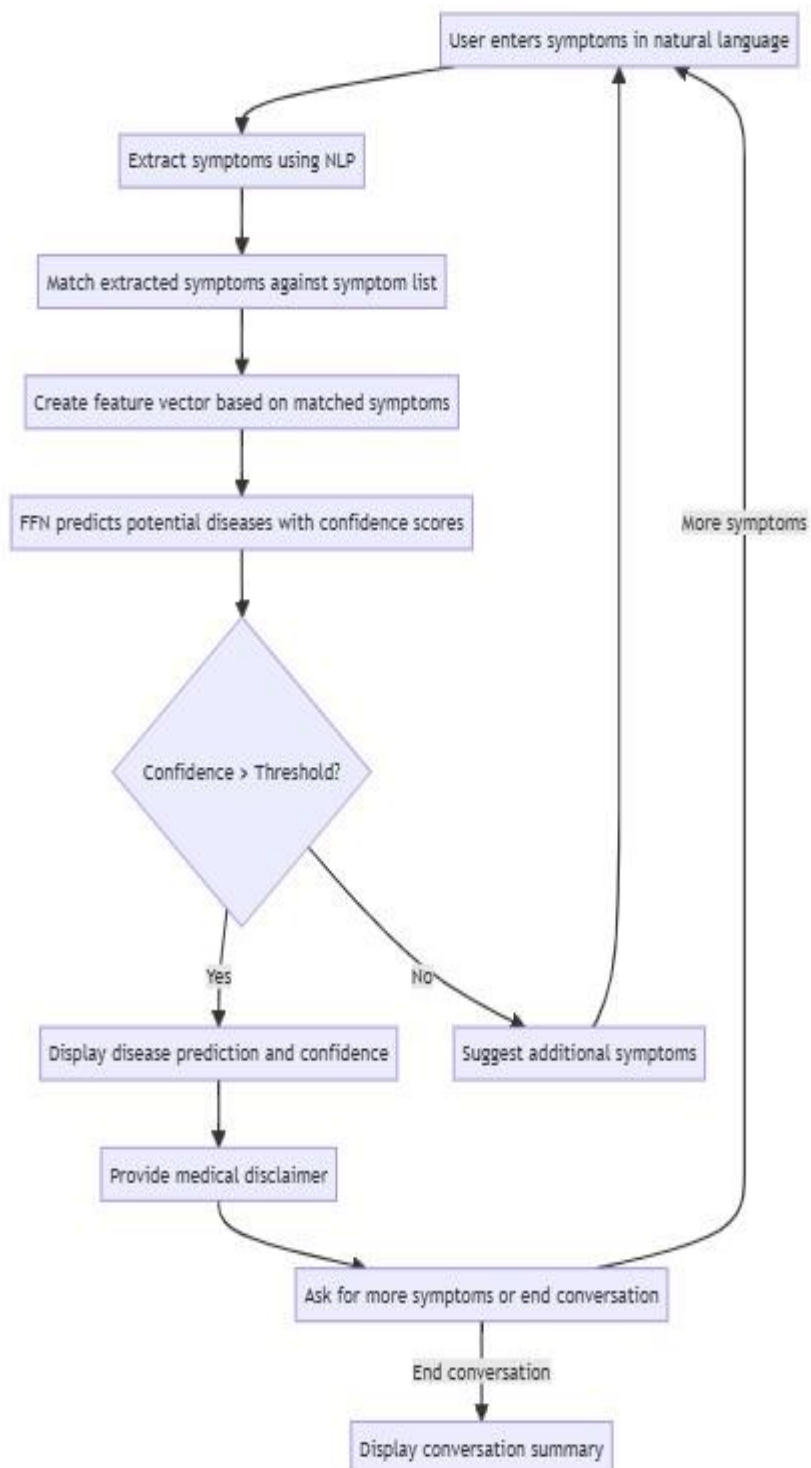 User enters symptoms in natural language
Extract symptoms using NLP
Match extracted symptoms against symptom list
Create feature vector based on matched symptoms
FFN predicts potential diseases with confidence scores
More symptoms
Confidence > Threshold?
Yes
No
Display disease prediction and confidence
Suggest additional symptoms
Provide medical disclaimer
Ask for more symptoms or end conversation
End conversation
Display conversation summary